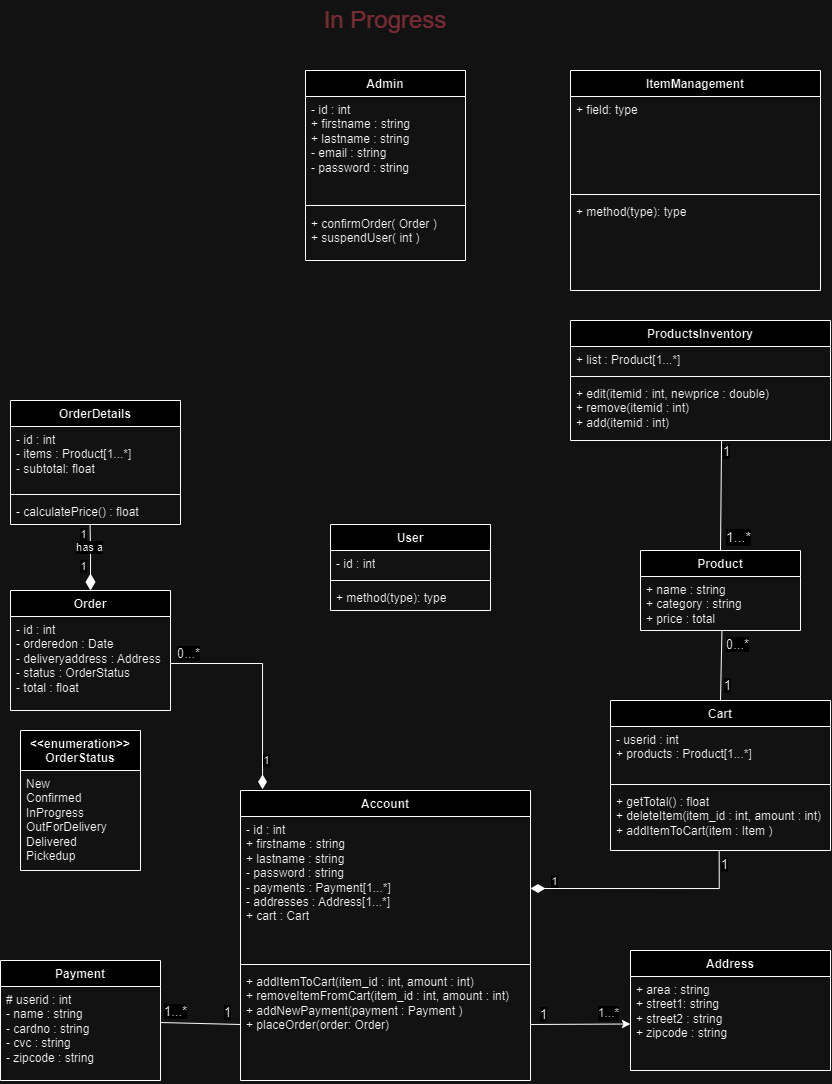 In Progress
Admin
- id : int
+ firstname : string
+ lastname : string
- email : string
- password : string
+ confirmOrder( Order )
+ suspendUser( int )
ItemManagement
+ field: type
+ method(type): type
ProductsInventory
+ list : Product[1...*]
+ edit(itemid : int, newprice : double)
+ remove(itemid : int)
+ add(itemid : int)
1
1...*
OrderDetails
- id : int
- items : Product[1...*]
- subtotal: float
- calculatePrice() : float
1
has a
1
User
- id : int
+ method(type): type
Product
+ name : string
+ category : string
+ price : total
0...*
1
Order
- id : int
- orderedon : Date
- deliveryaddress : Address
- status : OrderStatus
- total : float
0...*
1
<<enumeration>>
OrderStatus
New
Confirmed
InProgress
OutForDelivery
Delivered
Pickedup
Cart
- userid : int
+ products : Product[1...*]
+ getTotal() : float
+ deleteItem(item_id : int, amount : int)
+ addItemToCart(item : Item )
1
1
Account
- id : int
+ firstname : string
+ lastname : string
- password : string
- payments : Payment[1...*]
- addresses : Address[1...*]
+ cart : Cart
+ addItemToCart(item_id : int, amount : int)
+ removeItemFromCart(item_id : int, amount : int)
+ addNewPayment(payment : Payment )
+ placeOrder(order: Order)
Payment
# userid : int
- name : string
- cardno : string
- cvc : string
- zipcode : string
1...*
1
1
1...*
Address
+ area : string
+ street1: string
+ street2 : string
+ zipcode : string